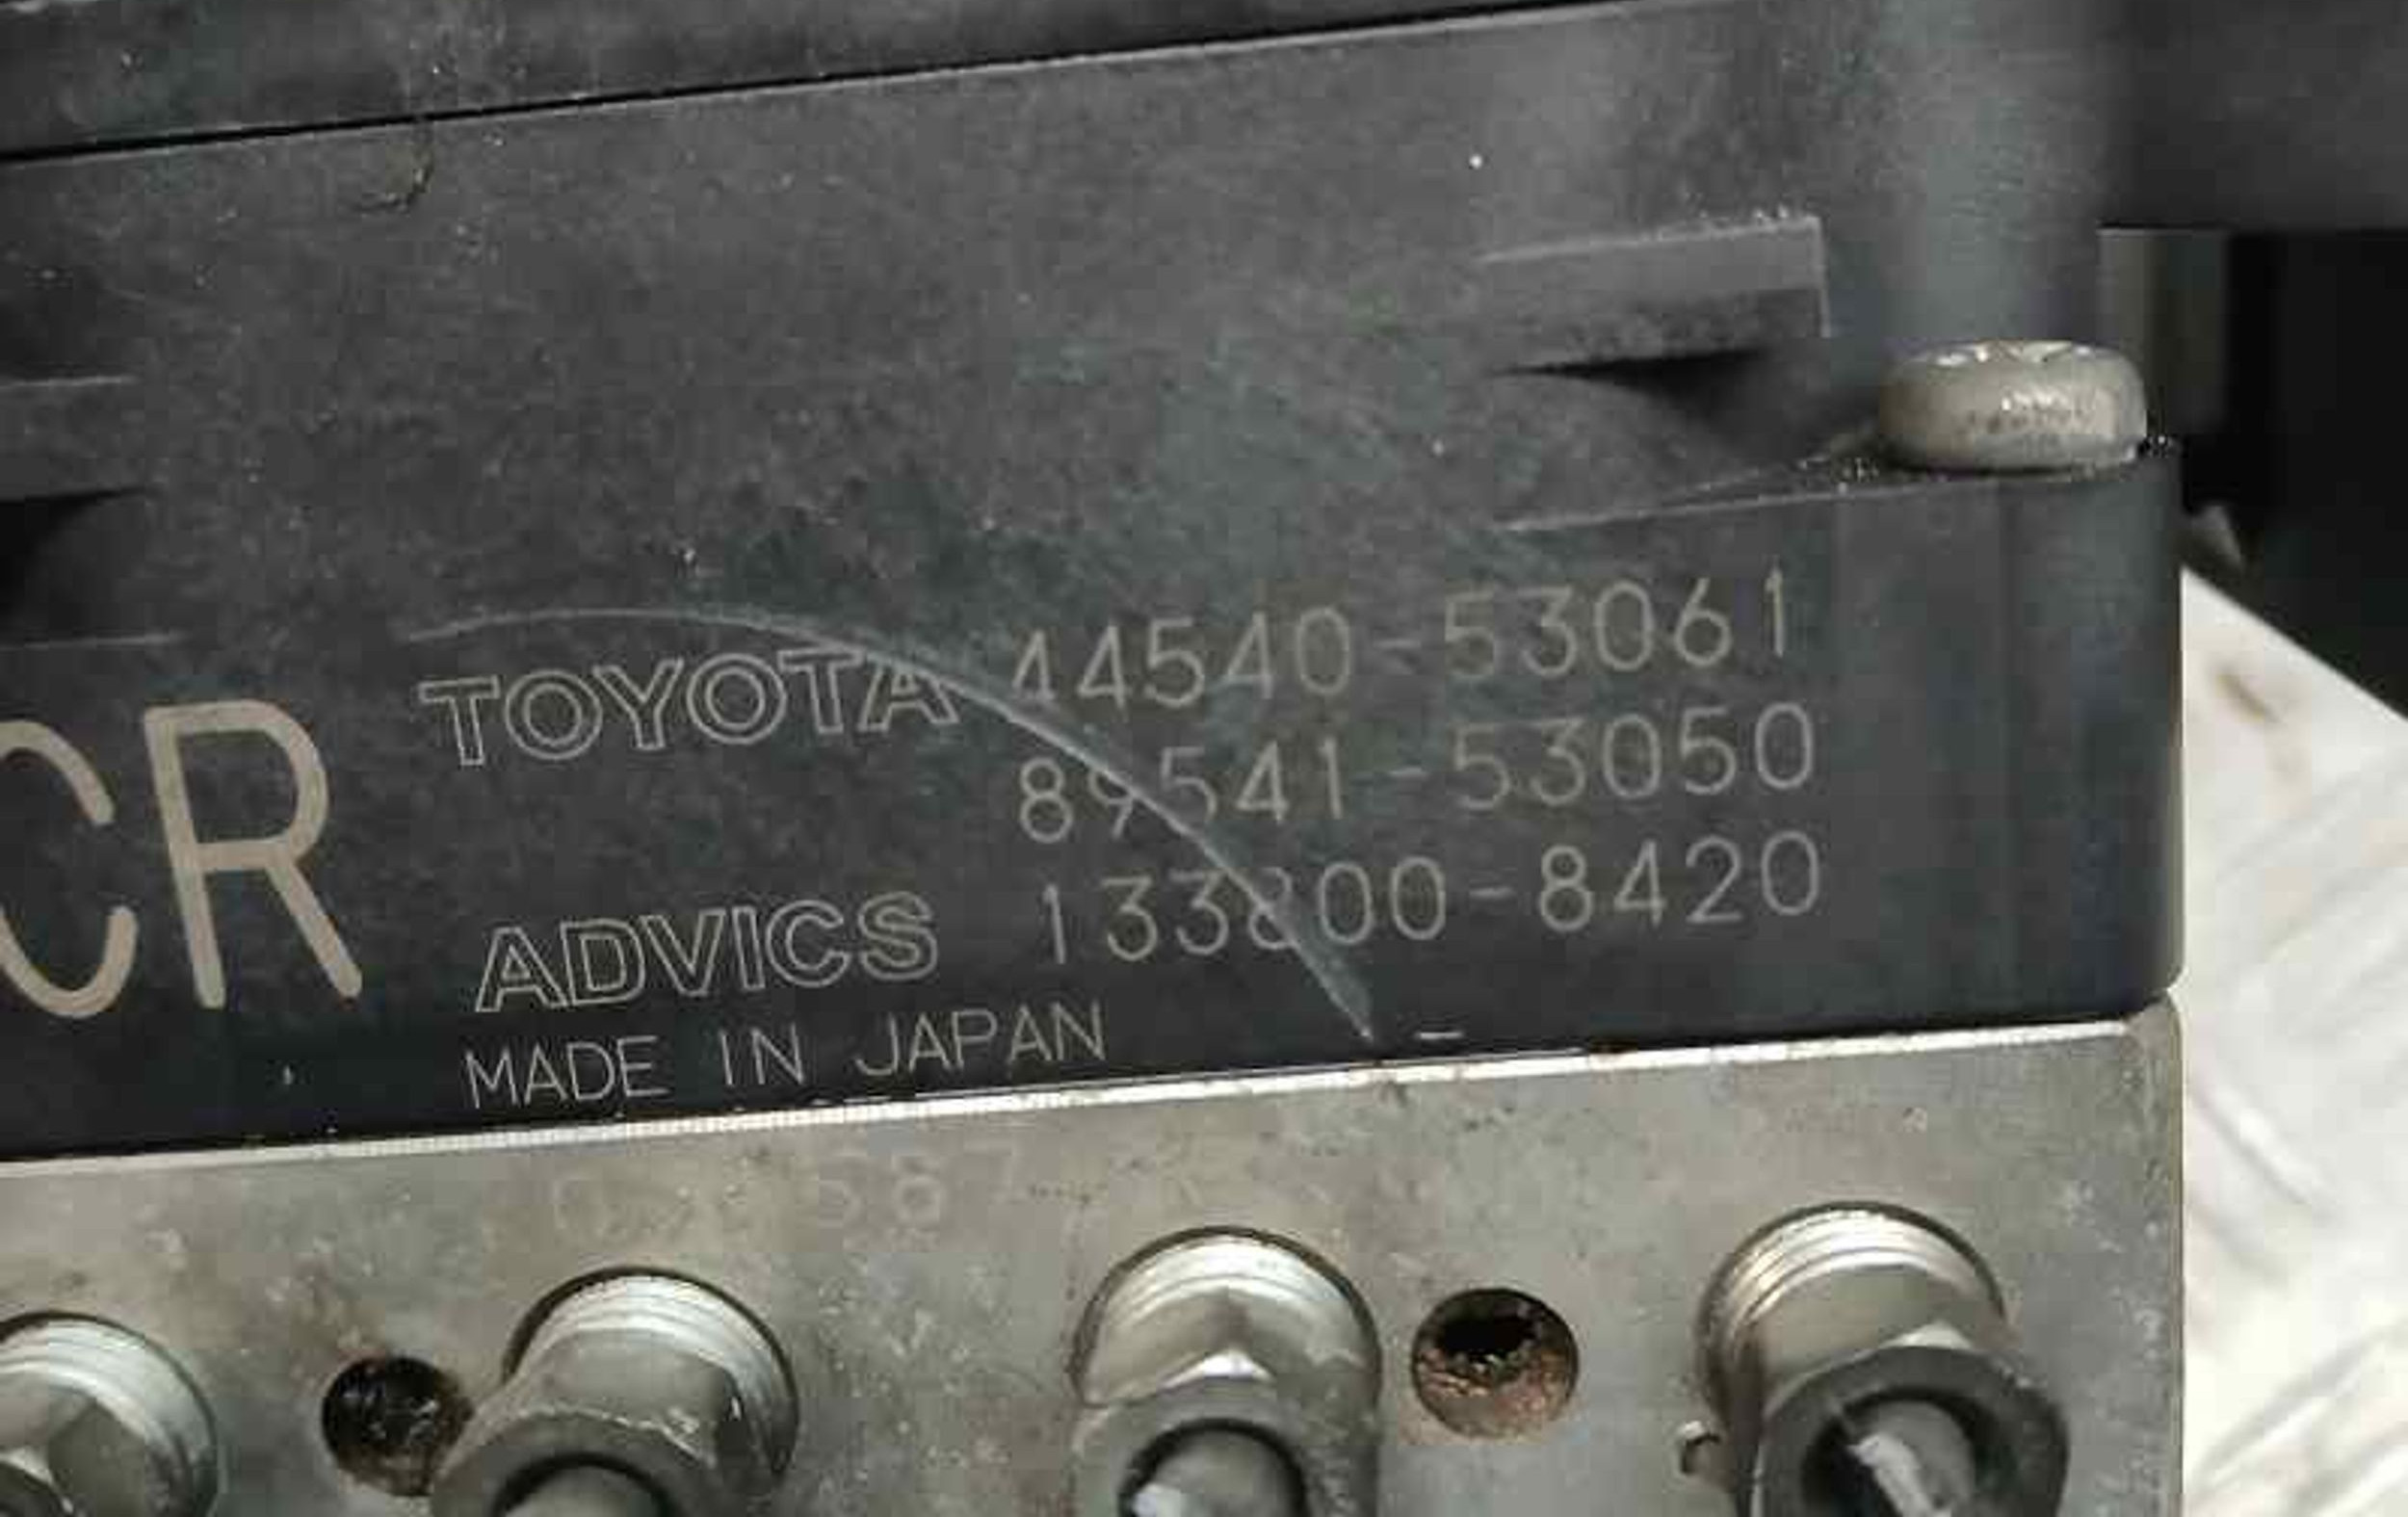 CR
TOYOTA 44540-53061
89541-53050
ADVICS 133800-8420
MADE IN JAPAN